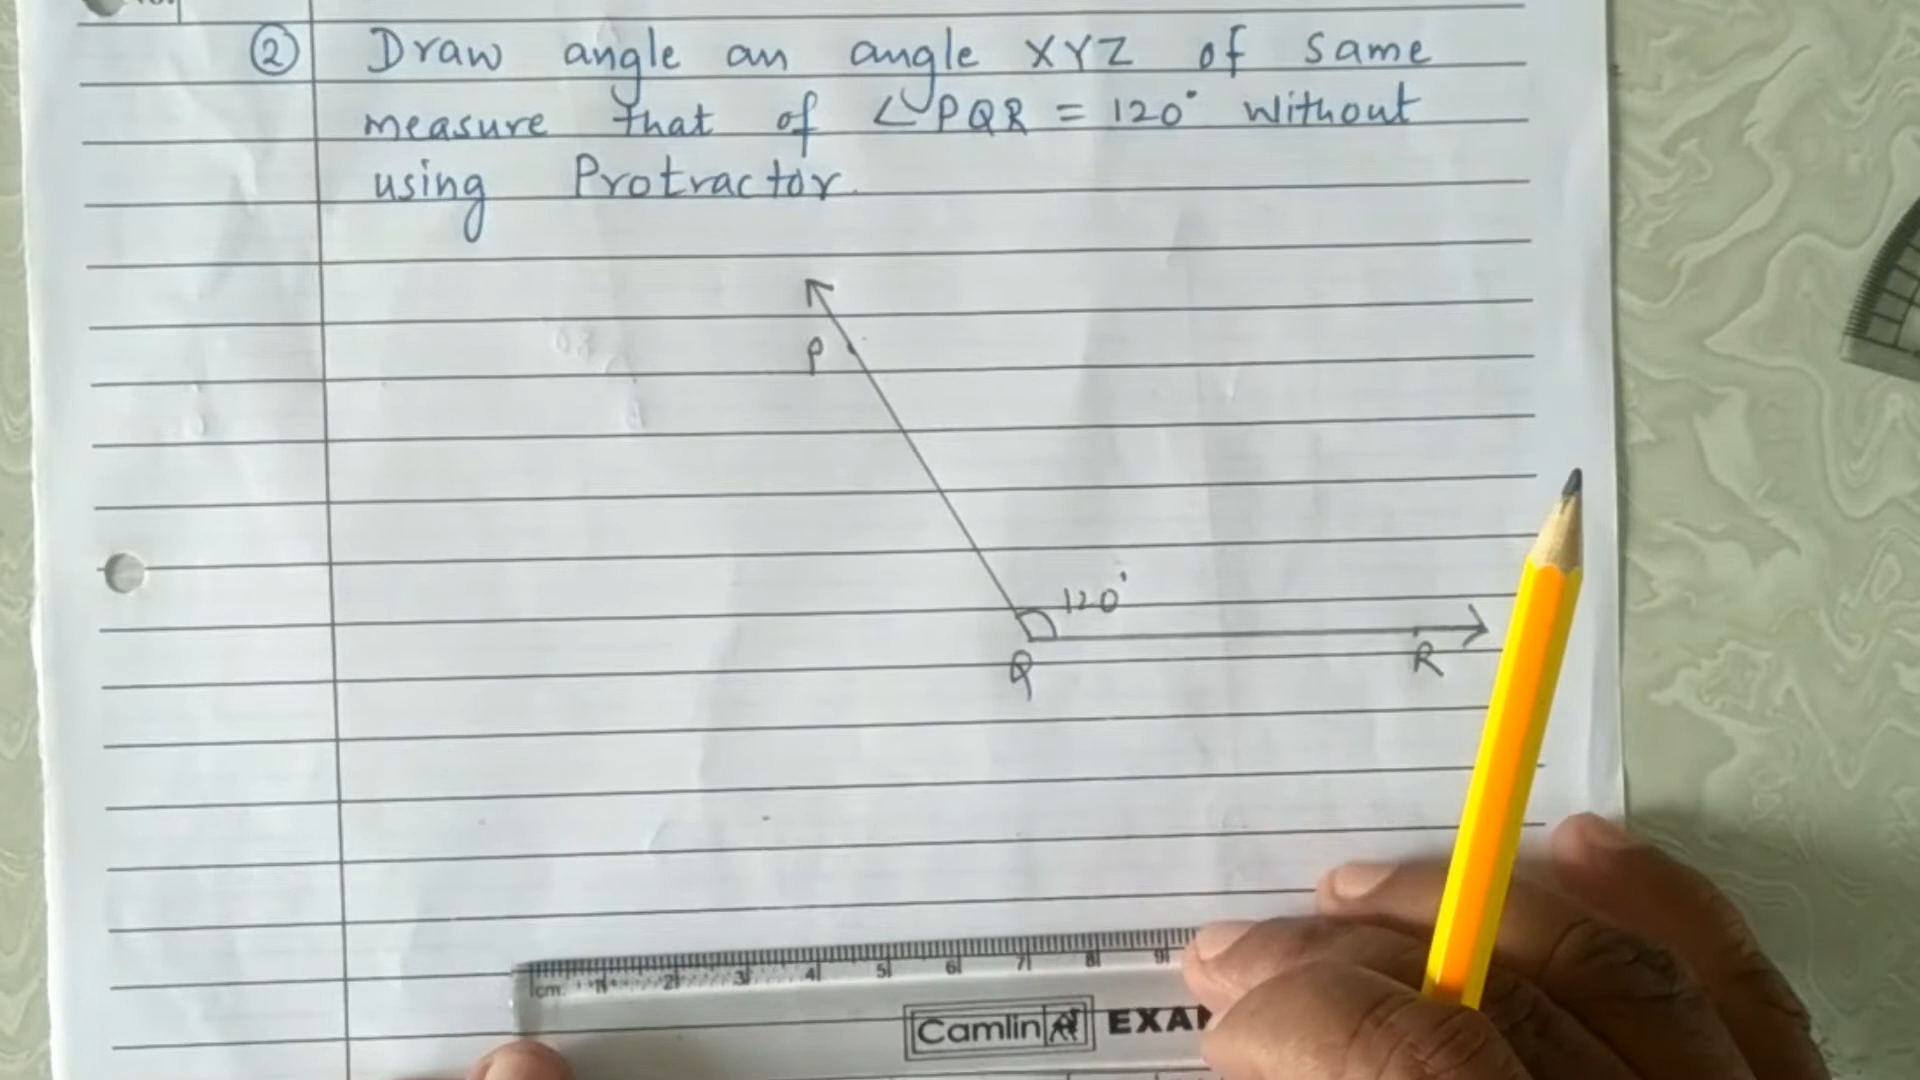 ② Draw angle an angle XYZ of same
measure that of ∠PQR = 120° without
using Protractor.
P
120°
Q
R
cm. 1 2 3 4 5 6 7 8 9
Camlin EXA